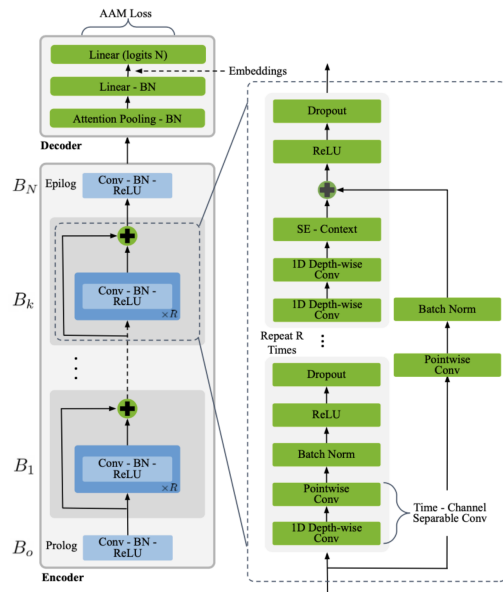 AAM Loss
Linear (logits N)
Embeddings
Linear - BN
Attention Pooling - BN
Decoder
B_N
Epilog
Conv - BN -
ReLU
B_k
Conv - BN -
ReLU
×R
B_1
Conv - BN -
ReLU
×R
B_o
Prolog
Conv - BN -
ReLU
Encoder
Dropout
ReLU
SE - Context
1D Depth-wise
Conv
1D Depth-wise
Conv
Batch Norm
Repeat R
Times
Pointwise
Conv
Dropout
ReLU
Batch Norm
Pointwise
Conv
1D Depth-wise
Conv
Time - Channel
Separable Conv